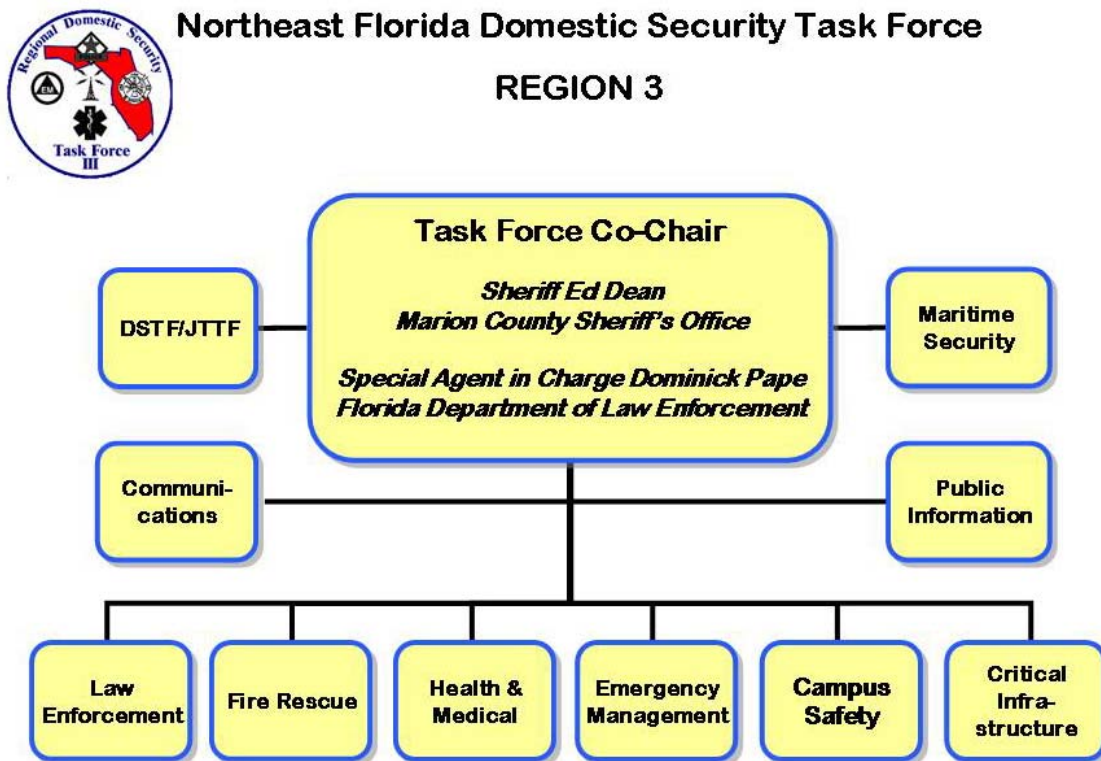 Northeast Florida Domestic Security Task Force
REGION 3
Regional Domestic Security
EM
Task Force
III
Task Force Co-Chair
Sheriff Ed Dean
Marion County Sheriff's Office
Special Agent in Charge Dominick Pape
Florida Department of Law Enforcement
DSTF/JTTF
Maritime
Security
Communi-
cations
Public
Information
Law
Enforcement
Fire Rescue
Health &
Medical
Emergency
Management
Campus
Safety
Critical
Infra-
structure